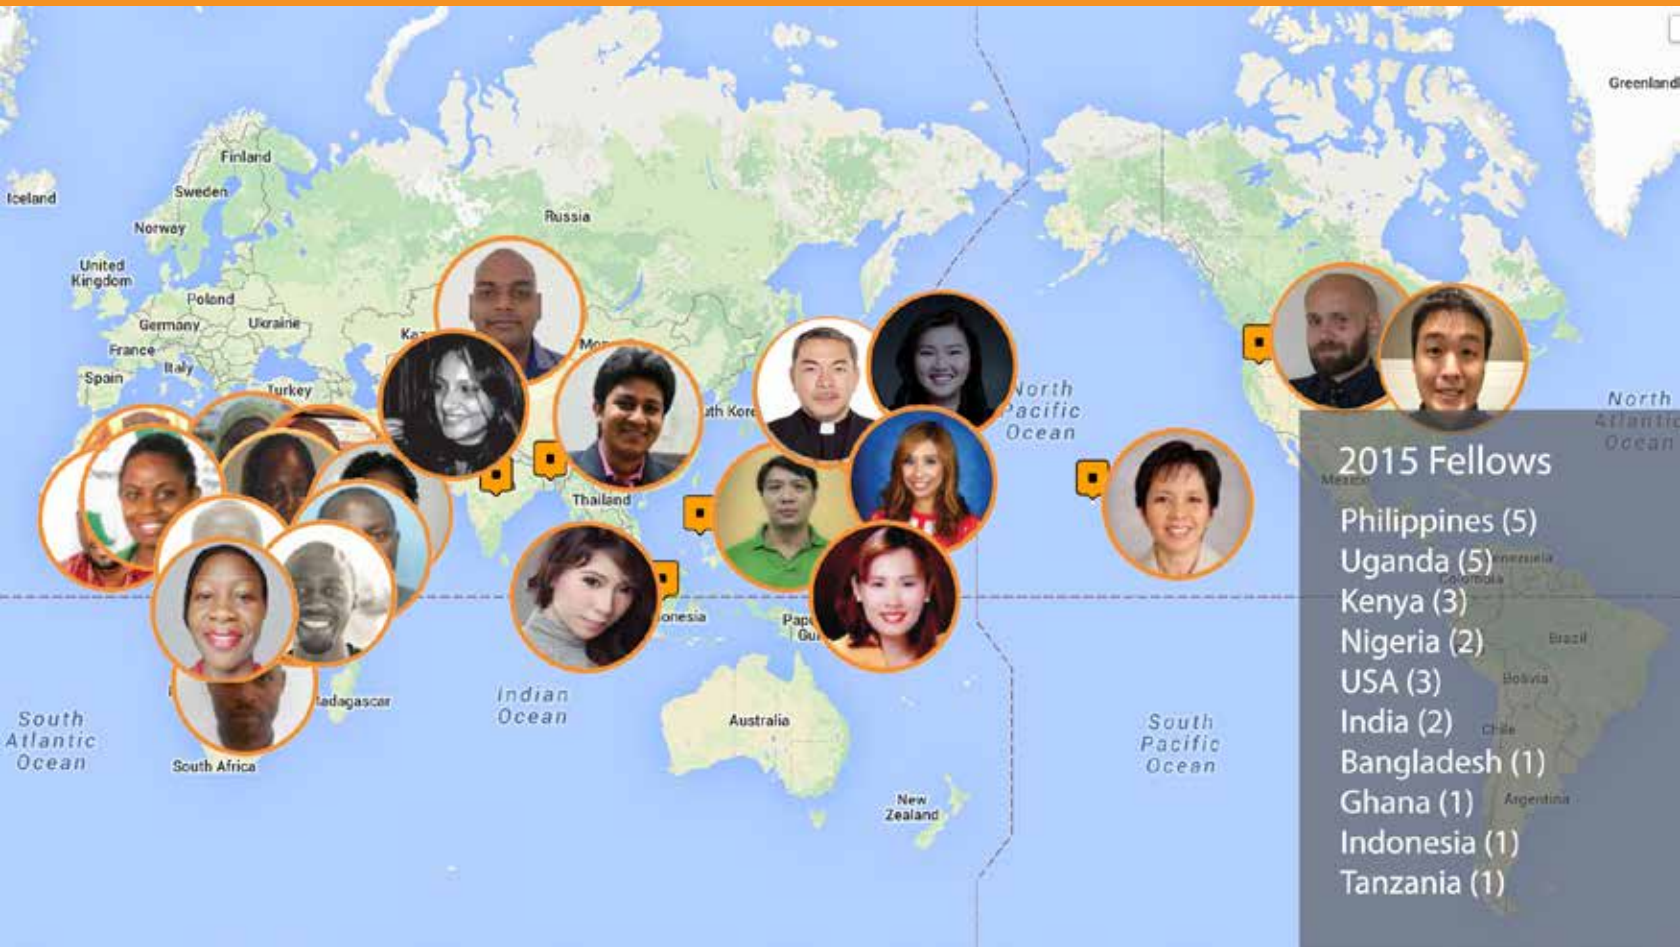 Greenland
Iceland
Finland
Sweden
Norway
Russia
United
Kingdom
Poland
Germany
Ukraine
France
Italy
Spain
Turkey
North
Pacific
Ocean
North
Atlantic
Ocean
Thailand
Mexico
2015 Fellows
Philippines (5)
Uganda (5)
Kenya (3)
Nigeria (2)
USA (3)
India (2)
Bangladesh (1)
Ghana (1)
Indonesia (1)
Tanzania (1)
Colombia
Brazil
Bolivia
Chile
Argentina
Indian
Ocean
Australia
South
Atlantic
Ocean
South Africa
South
Pacific
Ocean
New
Zealand